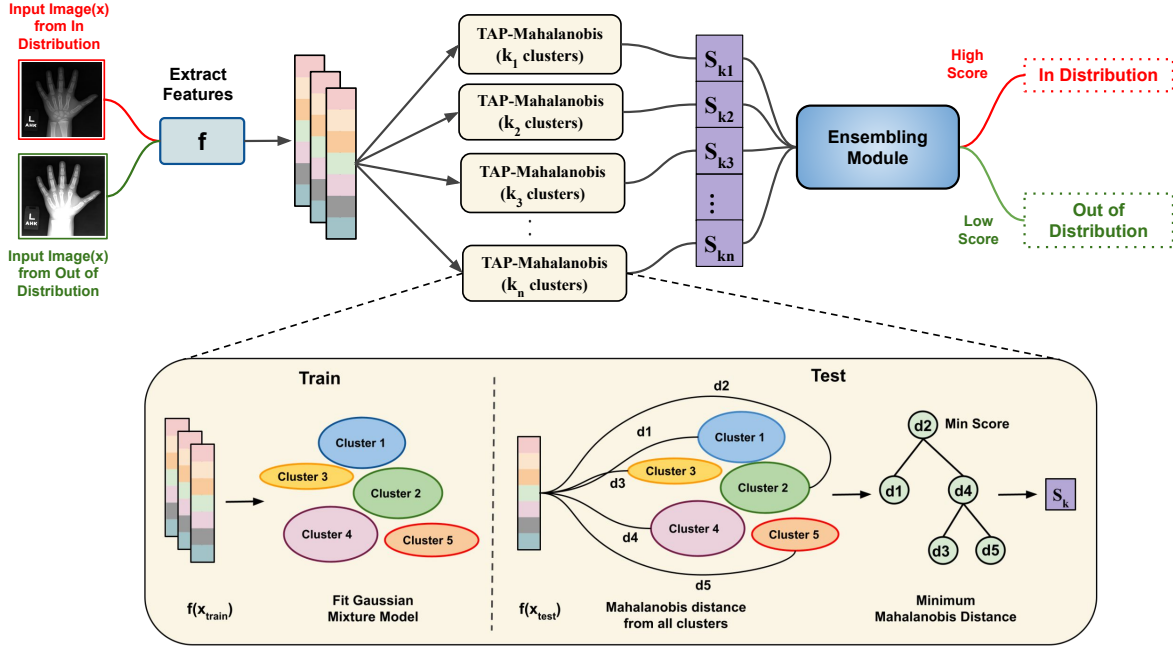 Input Image(x)
from In
Distribution
L
AHK
L
AHK
Input Image(x)
from Out of
Distribution
Extract
Features
f
TAP-Mahalanobis
(k1 clusters)
TAP-Mahalanobis
(k2 clusters)
TAP-Mahalanobis
(k3 clusters)
TAP-Mahalanobis
(kn clusters)
Sk1
Sk2
Sk3
Skn
Ensembling
Module
High
Score
In Distribution
Low
Score
Out of
Distribution
Train
Cluster 1
Cluster 3
Cluster 2
Cluster 4
Cluster 5
f(xtrain)
Fit Gaussian
Mixture Model
Test
d2
d1
d3
d4
d5
Cluster 1
Cluster 3
Cluster 2
Cluster 4
Cluster 5
f(xtest)
Mahalanobis distance
from all clusters
d2
Min Score
d1
d4
d3
d5
Sk
Minimum
Mahalanobis Distance